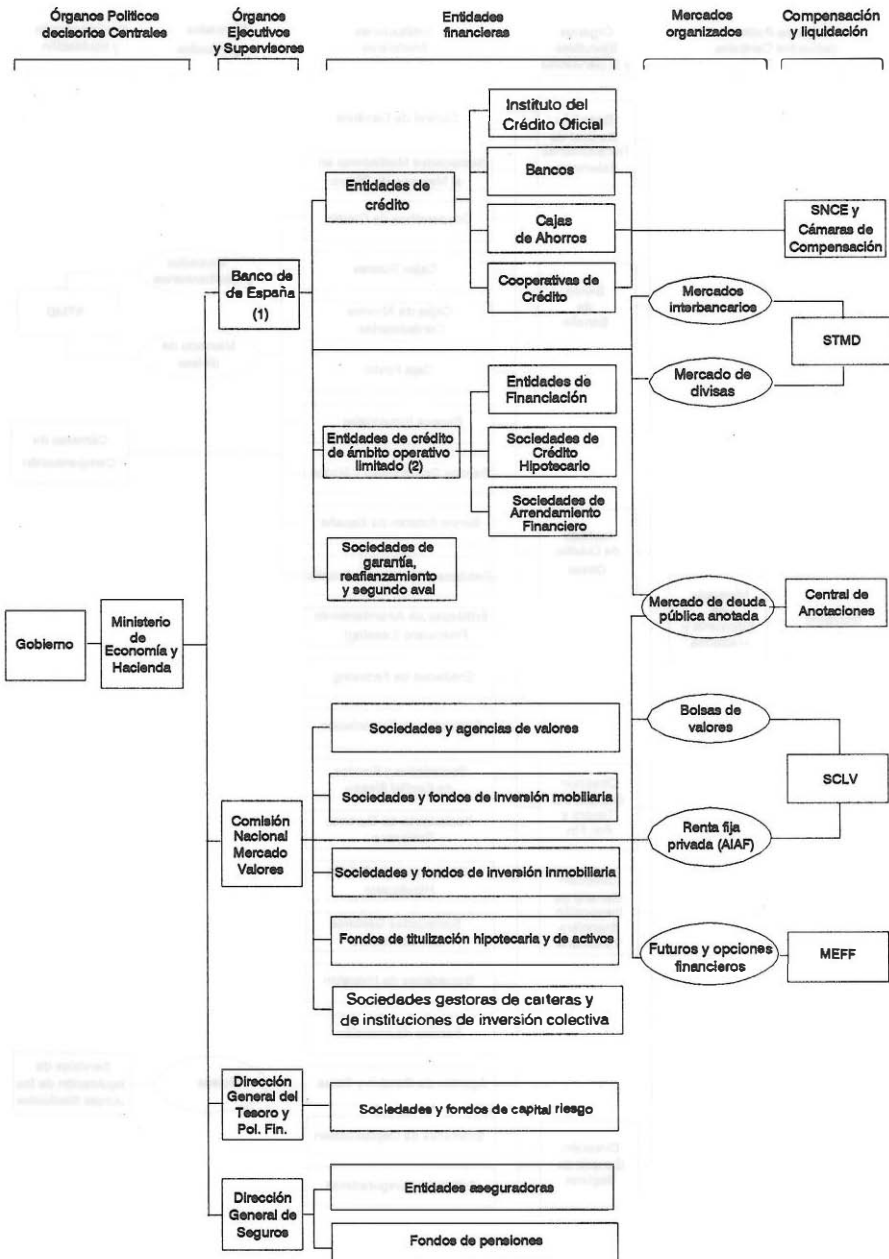 Órganos Políticos
decisorios Centrales
Órganos
Ejecutivos
y Supervisores
Entidades
financieras
Mercados
organizados
Compensación
y liquidación
Instituto del
Crédito Oficial
Bancos
Entidades de
crédito
Cajas
de Ahorros
SNCE y
Cámaras de
Compensación
Cooperativas de
Crédito
Banco de
de España
(1)
Mercados
interbancarios
STMD
Mercado de
divisas
Entidades de
Financiación
Entidades de crédito
de ámbito operativo
limitado (2)
Sociedades de
Crédito
Hipotecario
Sociedades de
Arrendamiento
Financiero
Sociedades de
garantía,
reafianzamiento
y segundo aval
Mercado de deuda
pública anotada
Central de
Anotaciones
Gobierno
Ministerio
de
Economía y
Hacienda
Sociedades y agencias de valores
Bolsas de
valores
SCLV
Sociedades y fondos de inversión mobiliaria
Comisión
Nacional
Mercado
Valores
Renta fija
privada (AIAF)
Sociedades y fondos de inversión inmobiliaria
Fondos de titulización hipotecaria y de activos
Futuros y opciones
financieros
MEFF
Sociedades gestoras de carteras y
de instituciones de inversión colectiva
Dirección
General del
Tesoro y
Pol. Fin.
Sociedades y fondos de capital riesgo
Dirección
General de
Seguros
Entidades aseguradoras
Fondos de pensiones